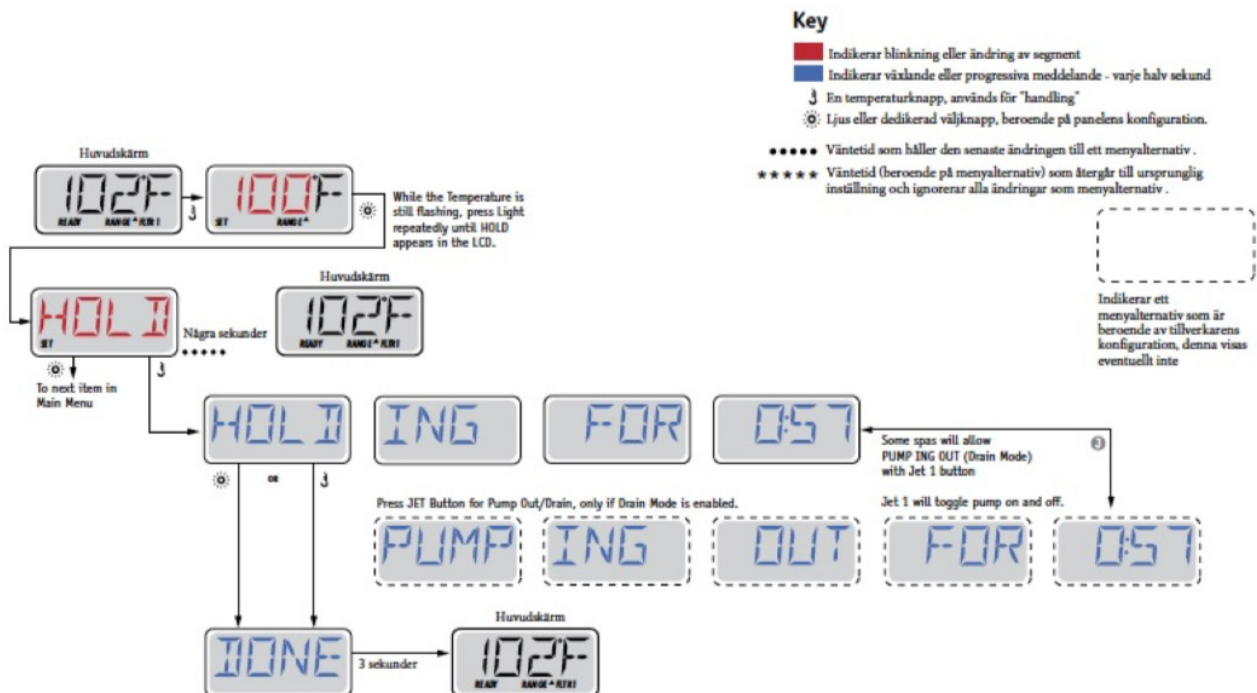 Key
Indikerar blinkning eller ändring av segment
Indikerar växlande eller progressiva meddelande - varje halv sekund
En temperaturknapp, används för "handling"
Ljus eller dedikerad väljknapp, beroende på panelens konfiguration.
Väntetid som håller den senaste ändringen till ett menyalternativ .
Väntetid (beroende på menyalternativ) som återgår till ursprunglig
inställning och ignorerar alla ändringar som menyalternativ .
Indikerar ett
menyalternativ som är
beroende av tillverkarens
konfiguration, denna visas
eventuellt inte
Huvudskärm
102°F
READY RANGE FLTR1
100°F
SET RANGE
While the Temperature is
still flashing, press Light
repeatedly until HOLD
appears in the LCD.
HOLD
SET
Några sekunder
Huvudskärm
102°F
READY RANGE FLTR1
To next item in
Main Menu
HOLD ING FOR 0:57
Some spas will allow
PUMP ING OUT (Drain Mode)
with Jet 1 button
3
OR
Press JET Button for Pump Out/Drain, only if Drain Mode is enabled.
Jet 1 will toggle pump on and off.
PUMP ING OUT FOR 0:57
DONE
3 sekunder
Huvudskärm
102°F
READY RANGE FLTR1